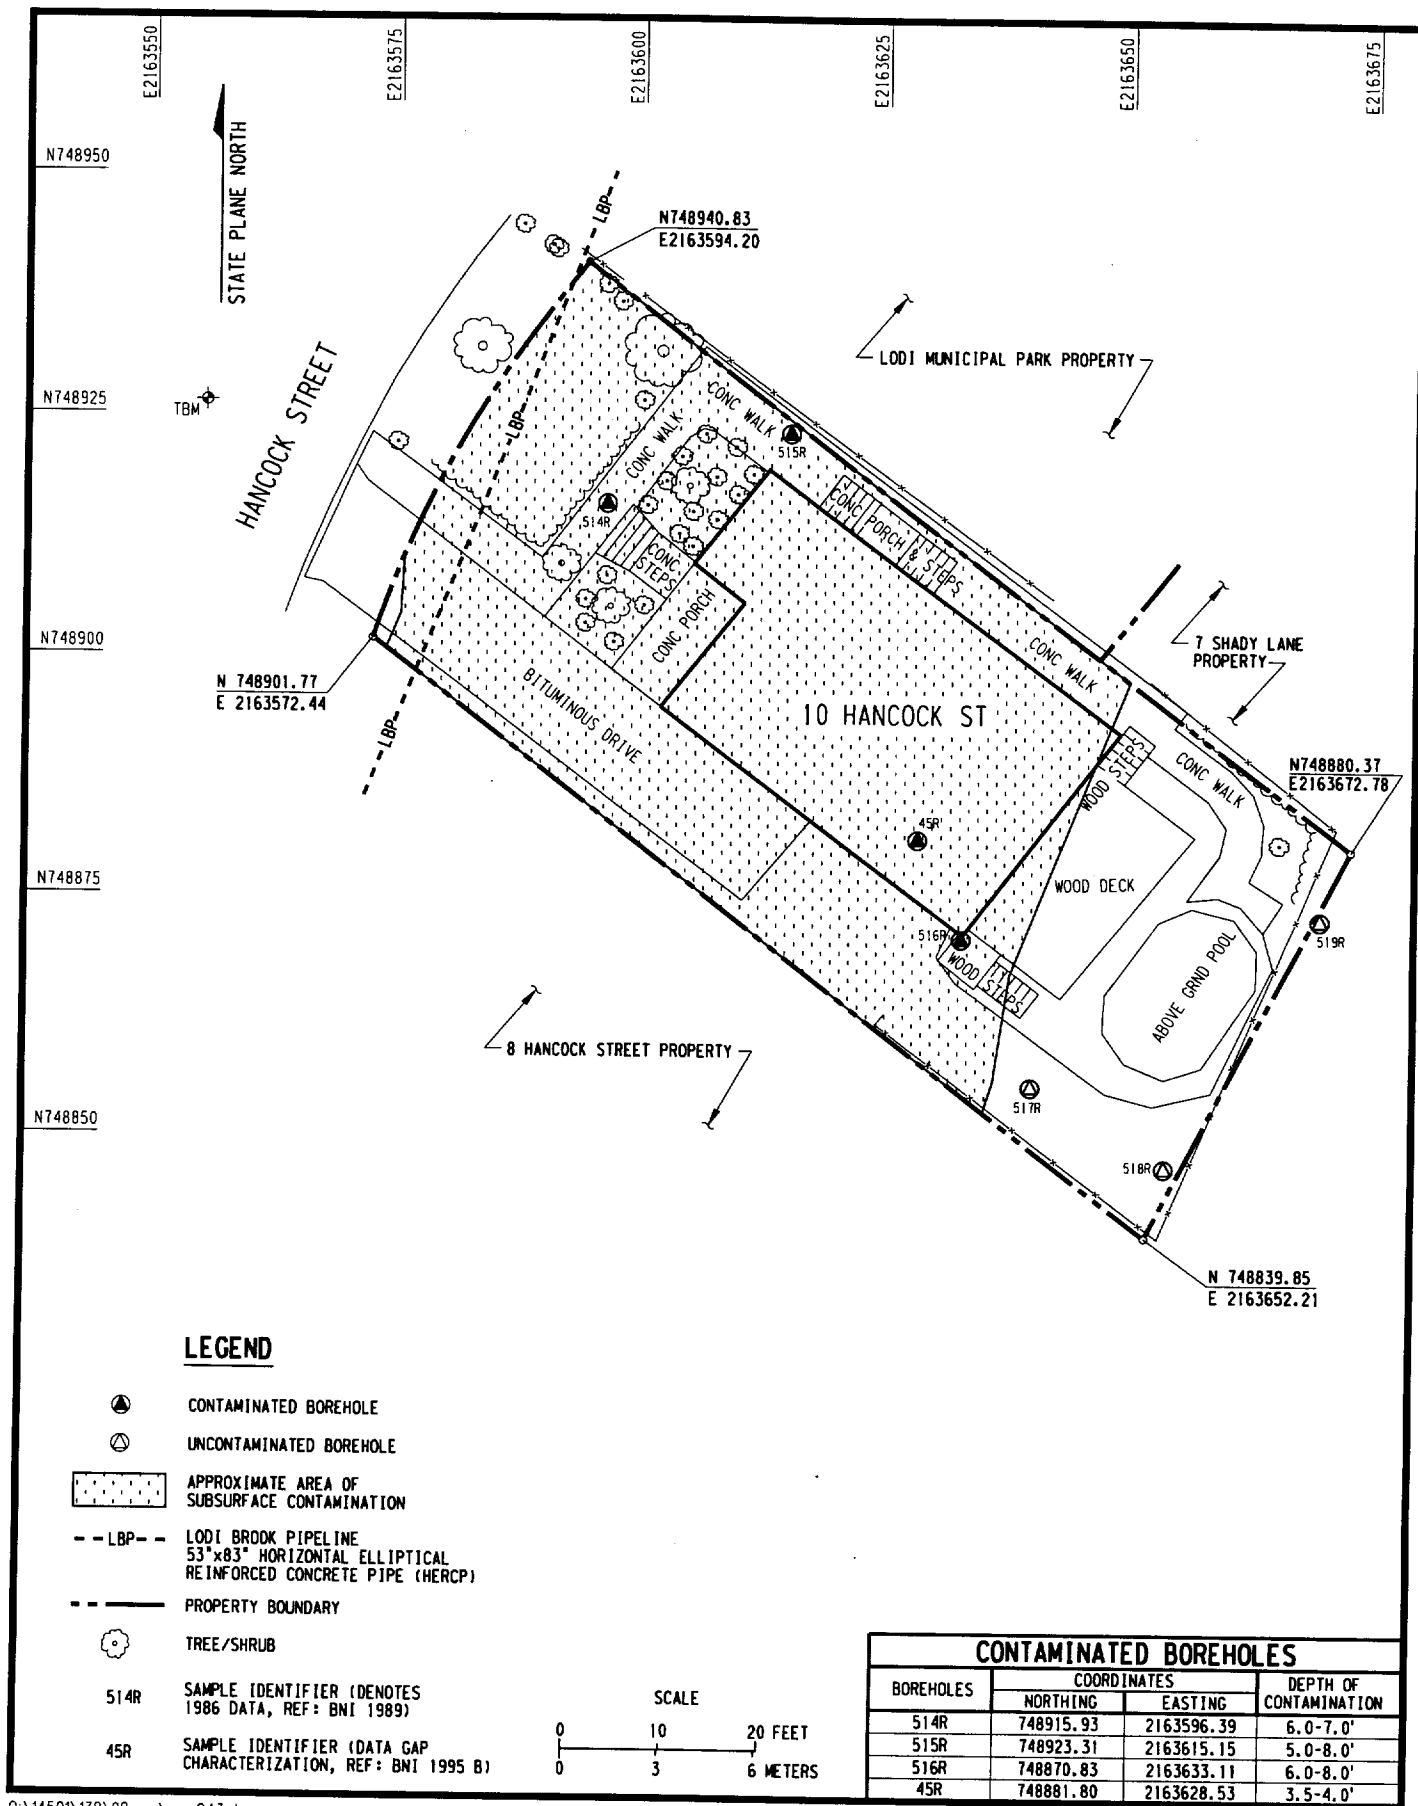 E2163550
E2163575
E2163600
E2163625
E2163650
E2163675
STATE PLANE NORTH
N748950
N748925
N748900
N748875
N748850
LBP
N748940.83
E2163594.20
LODI MUNICIPAL PARK PROPERTY
TBM
HANCOCK STREET
CONC WALK
515R
LBP
CONC WALK
514R
CONC PORCH & STEPS
CONC
STEPS
CONC PORCH
CONC WALK
7 SHADY LANE
PROPERTY
N 748901.77
E 2163572.44
LBP
BITUMINOUS DRIVE
10 HANCOCK ST
WOOD STEPS
STEPS
CONC WALK
N748880.37
E2163672.78
45R
WOOD DECK
516R
WOOD
STEPS
519R
ABOVE GRND POOL
8 HANCOCK STREET PROPERTY
517R
518R
N 748839.85
E 2163652.21
LEGEND
CONTAMINATED BOREHOLE
UNCONTAMINATED BOREHOLE
APPROXIMATE AREA OF
SUBSURFACE CONTAMINATION
--LBP-- LODI BROOK PIPELINE
53"x83" HORIZONTAL ELLIPTICAL
REINFORCED CONCRETE PIPE (HERCP)
PROPERTY BOUNDARY
TREE/SHRUB
514R SAMPLE IDENTIFIER (DENOTES
1986 DATA, REF: BNI 1989)
45R SAMPLE IDENTIFIER (DATA GAP
CHARACTERIZATION, REF: BNI 1995 B)
SCALE
0 10 20 FEET
0 3 6 METERS
CONTAMINATED BOREHOLES
BOREHOLES COORDINATES DEPTH OF
NORTHING EASTING CONTAMINATION
514R 748915.93 2163596.39 6.0-7.0'
515R 748923.31 2163615.15 5.0-8.0'
516R 748870.83 2163633.11 6.0-8.0'
45R 748881.80 2163628.53 3.5-4.0'